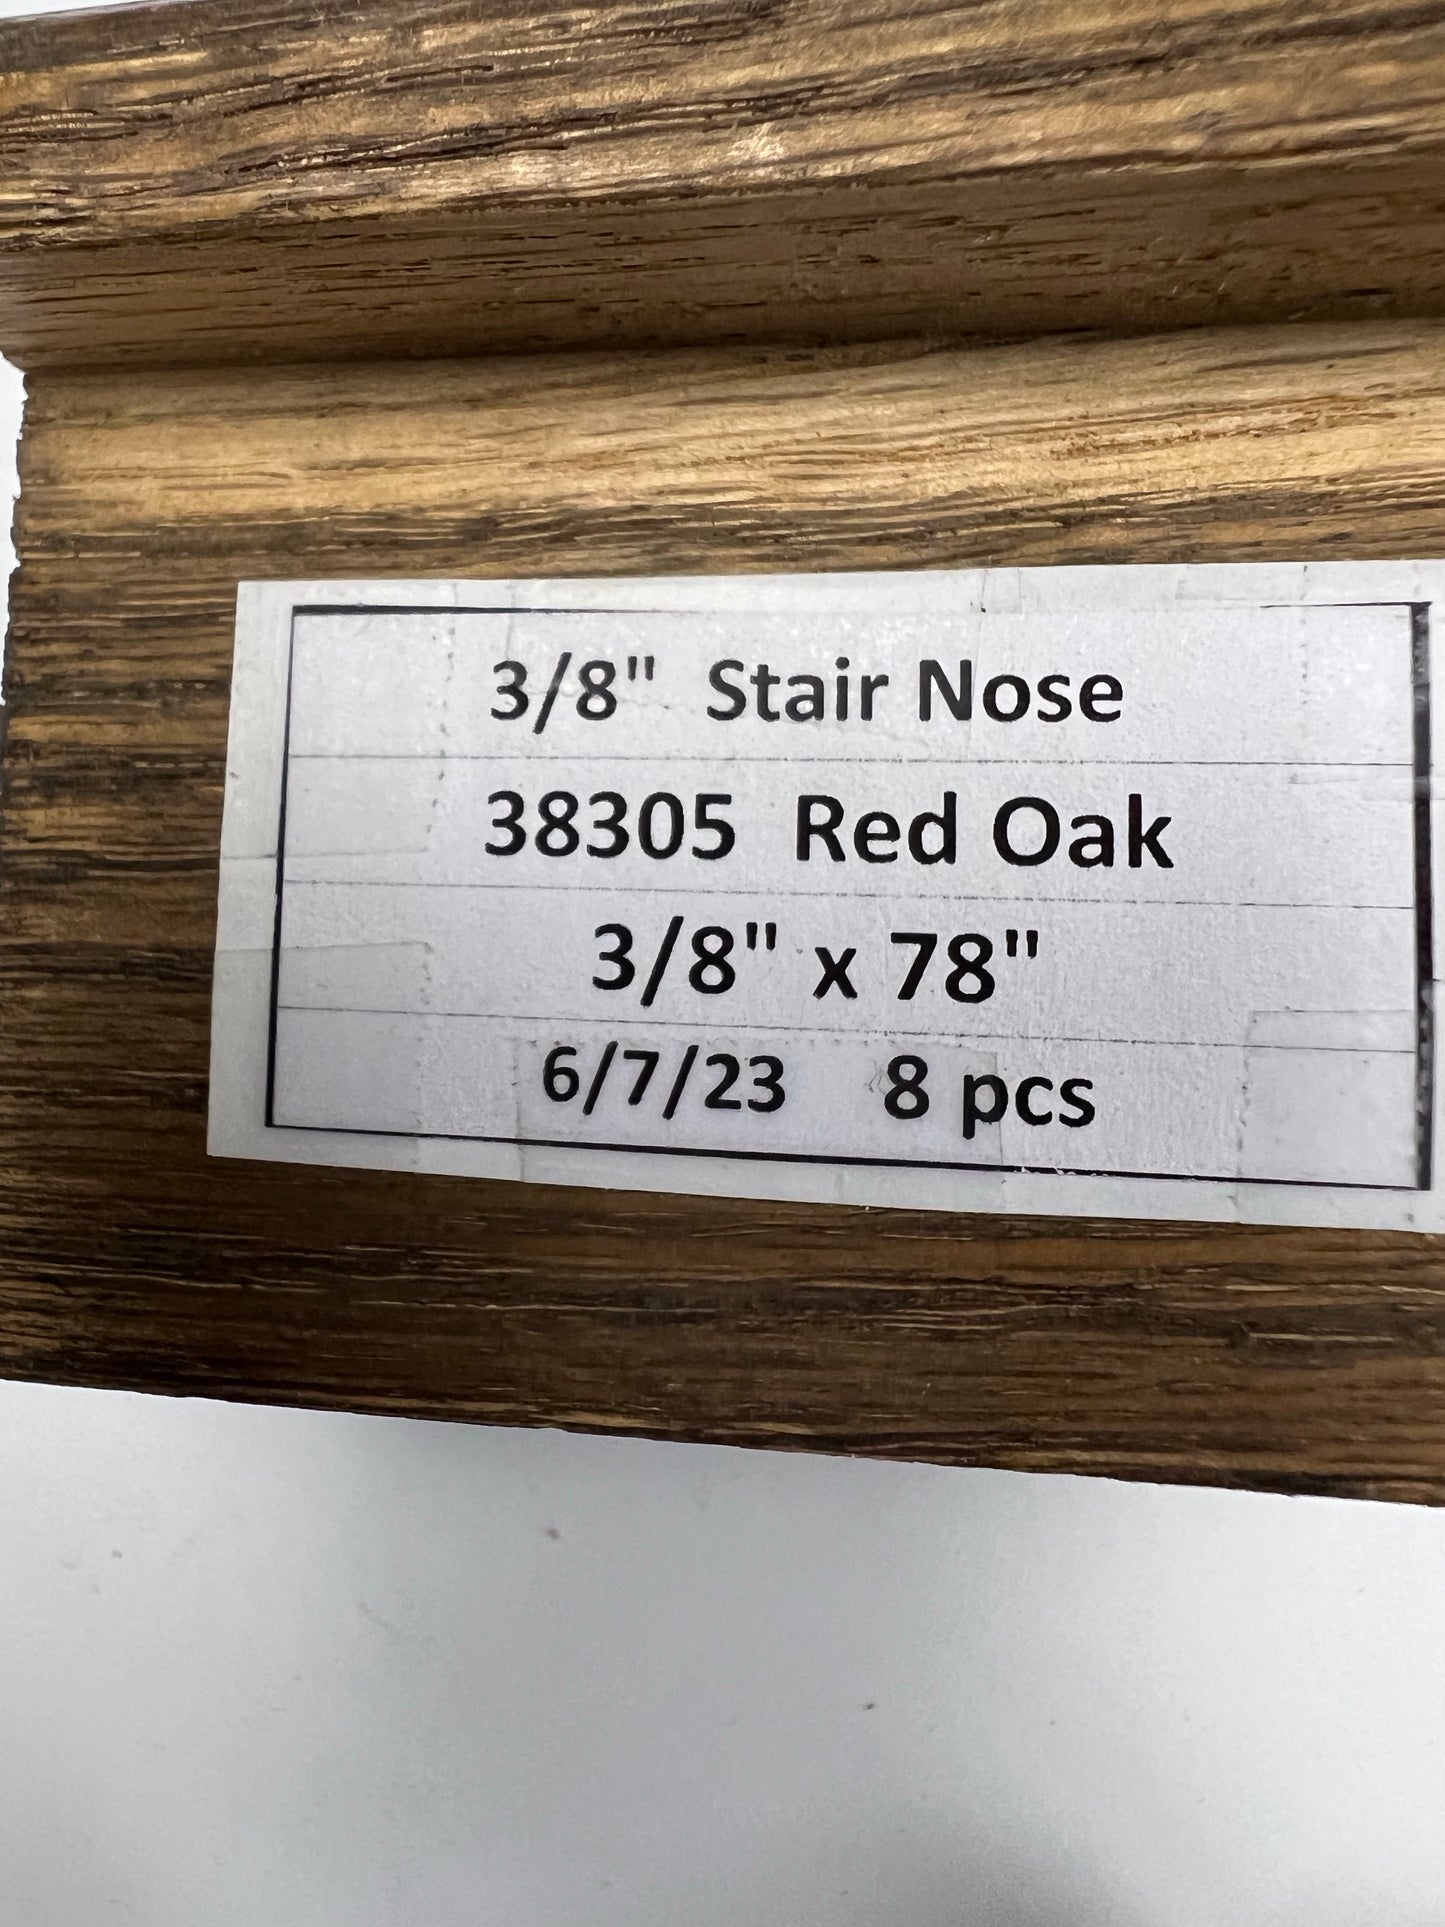 3/8" Stair Nose
38305 Red Oak
3/8" x 78"
6/7/23 8 pcs